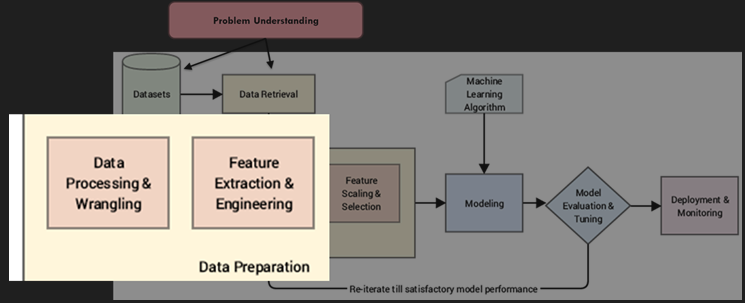 Problem Understanding
Datasets
Data Retrieval
Machine
Learning
Algorithm
Data
Processing &
Wrangling
Feature
Extraction &
Engineering
Feature
Scaling &
Selection
Modeling
Model
Evaluation &
Tuning
Deployment &
Monitoring
Data Preparation
Re-iterate till satisfactory model performance